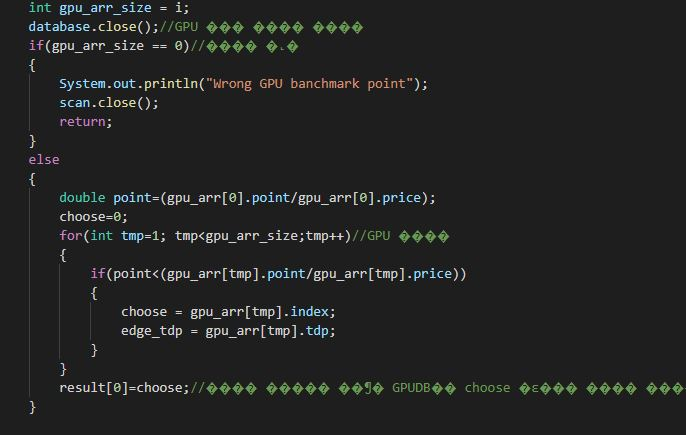 int gpu_arr_size = i;
database.close();//GPU ��� ���� ����
if(gpu_arr_size == 0)//���� �˾�
{
System.out.println("Wrong GPU banchmark point");
scan.close();
return;
}
else
{
double point=(gpu_arr[0].point/gpu_arr[0].price);
choose=0;
for(int tmp=1; tmp<gpu_arr_size;tmp++)//GPU ����
{
if(point<(gpu_arr[tmp].point/gpu_arr[tmp].price))
{
choose = gpu_arr[tmp].index;
edge_tdp = gpu_arr[tmp].tdp;
}
}
result[0]=choose;//���� ����� ��¶� GPUDB�� choose �ε��� ���� ���
}